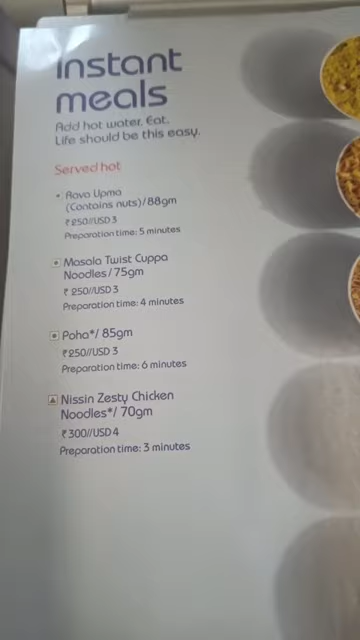 instant
meals
Add hot water. Eat.
Life should be this easy.
Served hot
Rava Upma
(Contains nuts)/88gm
₹250//USD 3
Preparation time: 5 minutes
Masala Twist Cuppa
Noodles/75gm
₹ 250//USD 3
Preparation time: 4 minutes
Poha*/ 85gm
₹250//USD 3
Preparation time: 6 minutes
Nissin Zesty Chicken
Noodles*/ 70gm
₹300//USD 4
Preparation time: 3 minutes